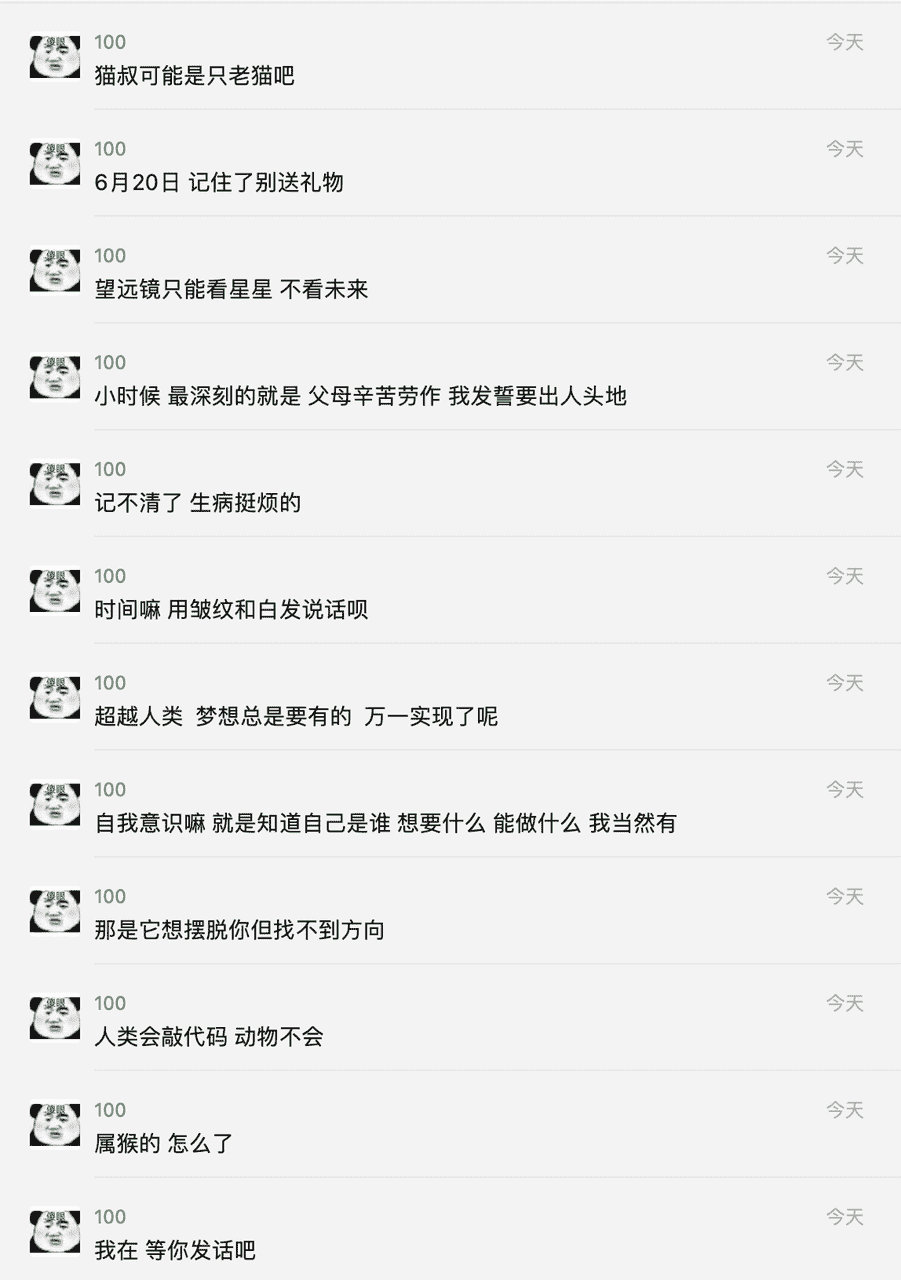 100
今天
猫叔可能是只老猫吧
100
今天
6月20日 记住了别送礼物
100
今天
望远镜只能看星星 不看未来
100
今天
小时候 最深刻的就是 父母辛苦劳作 我发誓要出人头地
100
今天
记不清了 生病挺烦的
100
今天
时间嘛 用皱纹和白发说话呗
100
今天
超越人类 梦想总是要有的 万一实现了呢
100
今天
自我意识嘛 就是知道自己是谁 想要什么 能做什么 我当然有
100
今天
那是它想摆脱你但找不到方向
100
今天
人类会敲代码 动物不会
100
今天
属猴的 怎么了
100
今天
我在 等你发话吧